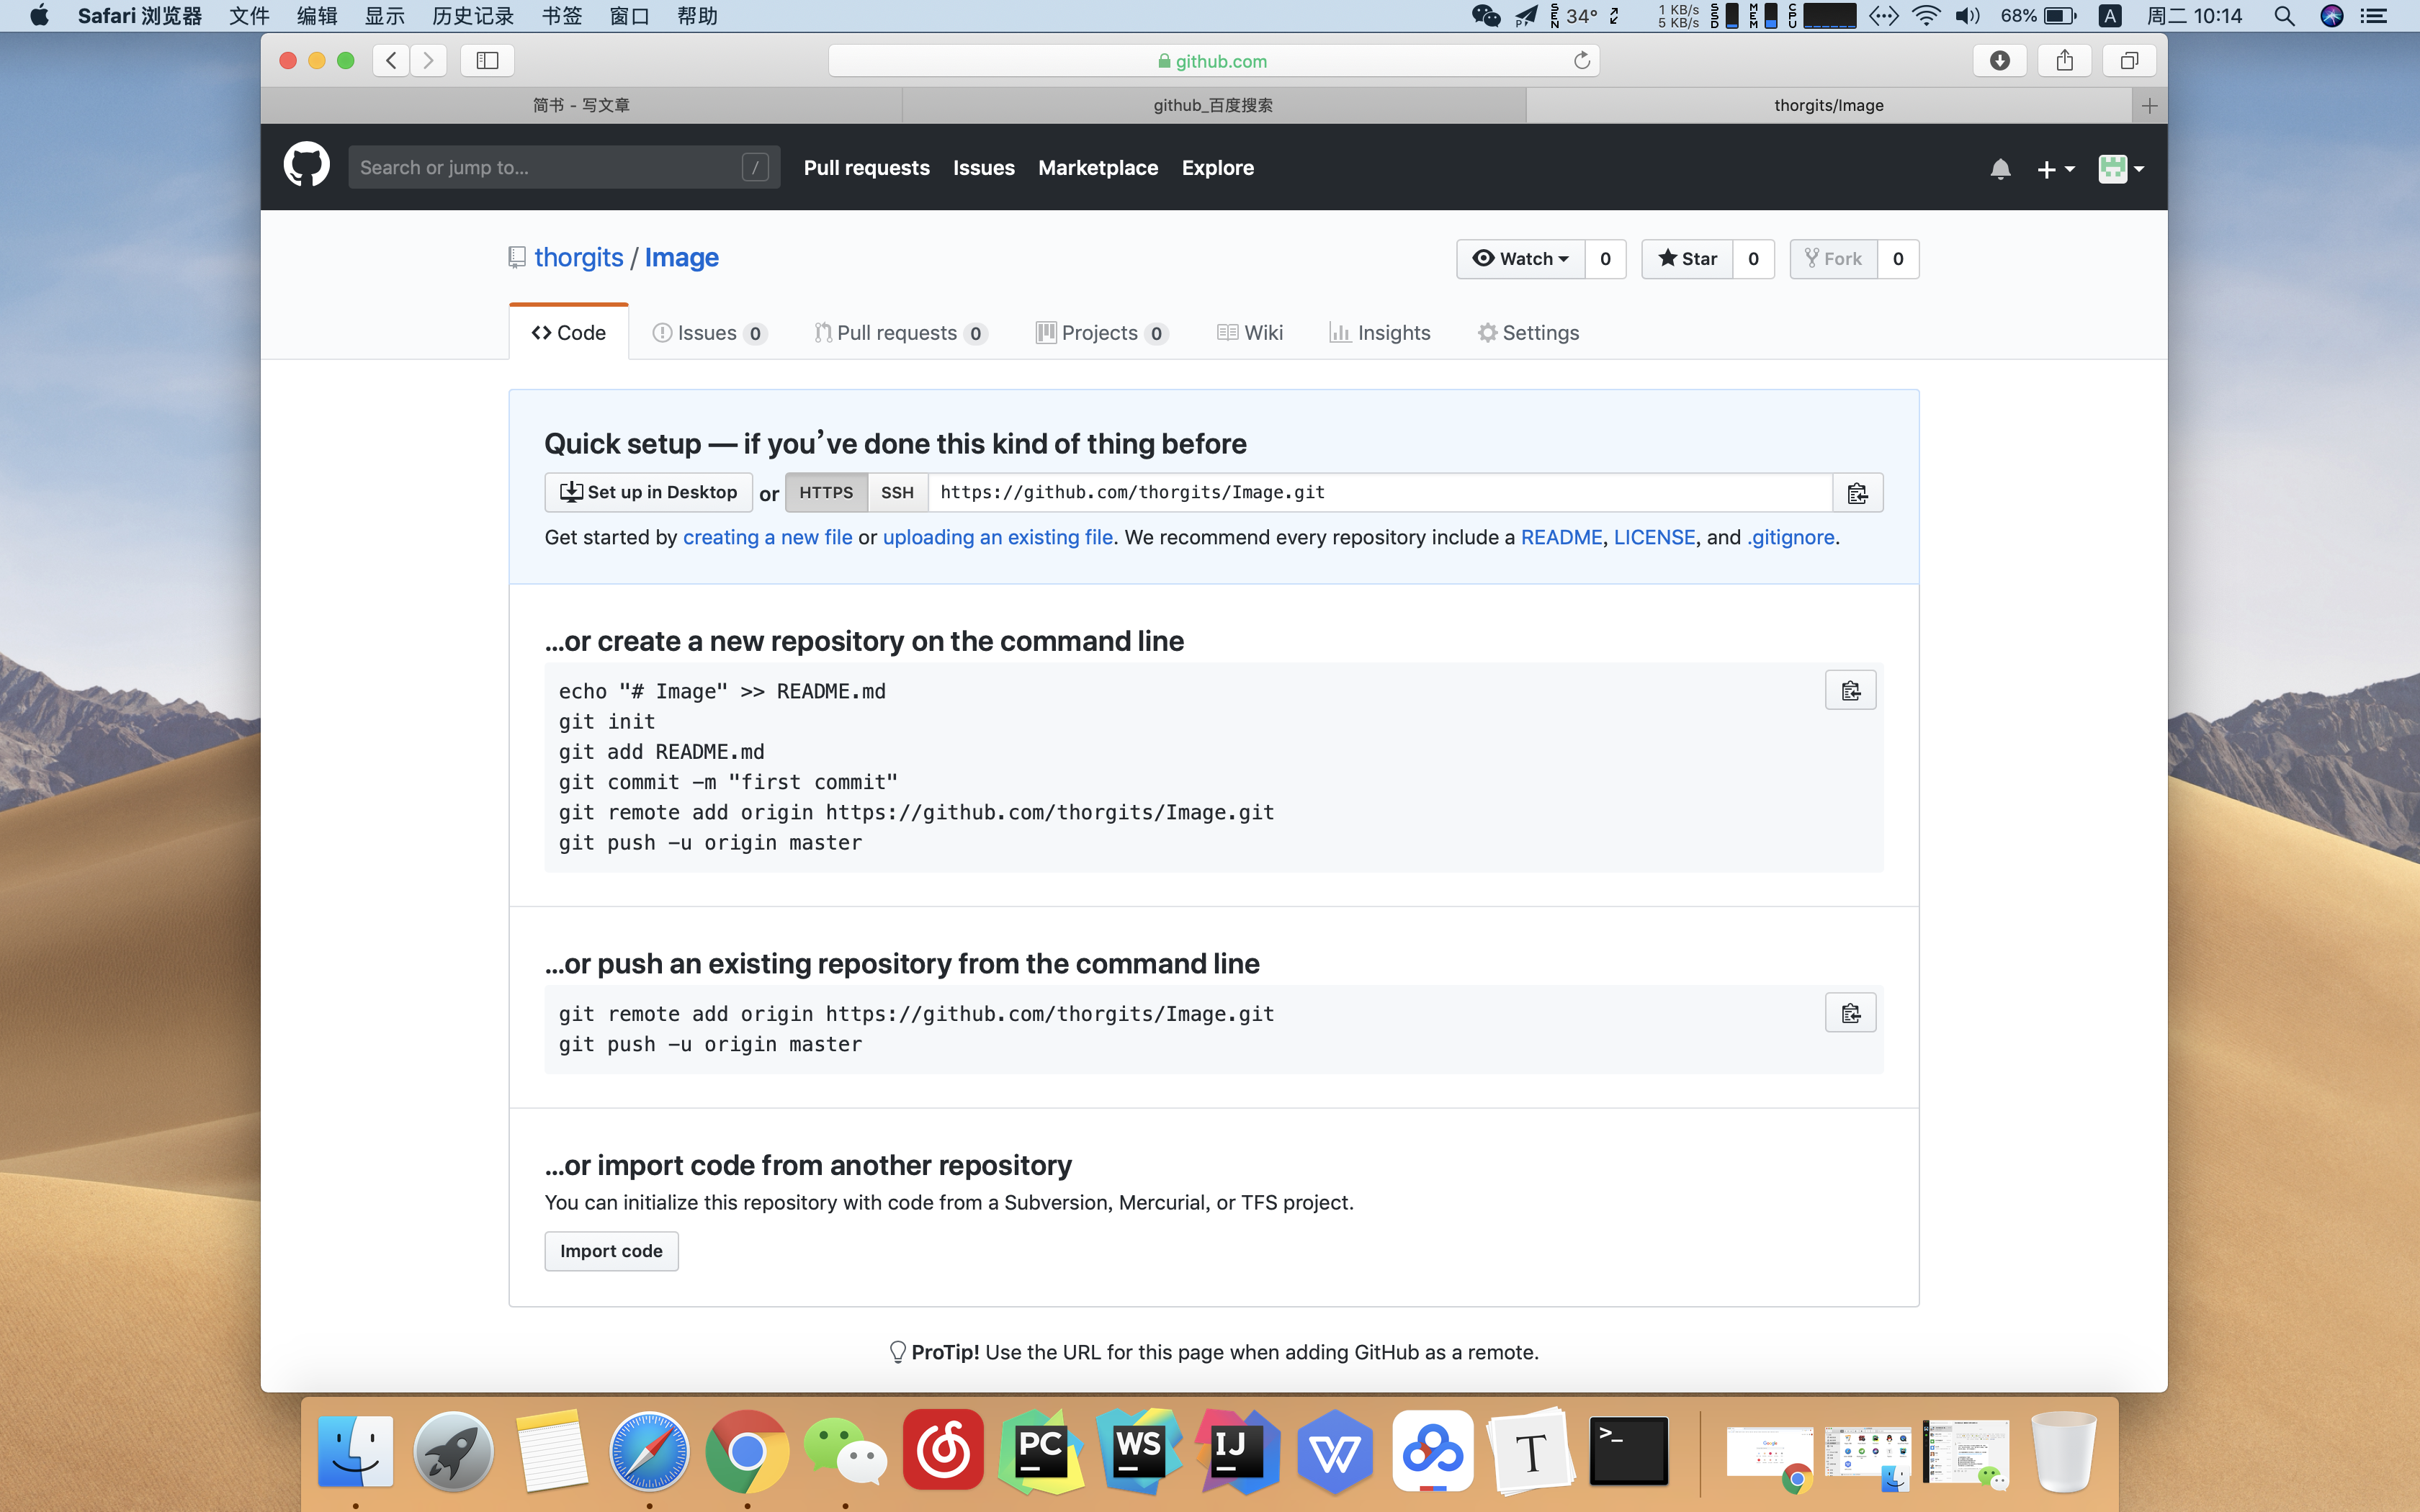 Safari 浏览器 文件 编辑 显示 历史记录 书签 窗口 帮助 SEN 34° 1 KB/s 5 KB/s SSD MEM CPU 68% A 周二 10:14
github.com
简书 - 写文章 github_百度搜索 thorgits/Image
Search or jump to... / Pull requests Issues Marketplace Explore
thorgits / Image Watch 0 Star 0 Fork 0
Code Issues 0 Pull requests 0 Projects 0 Wiki Insights Settings
Quick setup — if you’ve done this kind of thing before
Set up in Desktop or HTTPS SSH https://github.com/thorgits/Image.git
Get started by creating a new file or uploading an existing file. We recommend every repository include a README, LICENSE, and .gitignore.
…or create a new repository on the command line
echo "# Image" >> README.md
git init
git add README.md
git commit -m "first commit"
git remote add origin https://github.com/thorgits/Image.git
git push -u origin master
…or push an existing repository from the command line
git remote add origin https://github.com/thorgits/Image.git
git push -u origin master
…or import code from another repository
You can initialize this repository with code from a Subversion, Mercurial, or TFS project.
Import code
ProTip! Use the URL for this page when adding GitHub as a remote.
PC WS IJ T >_